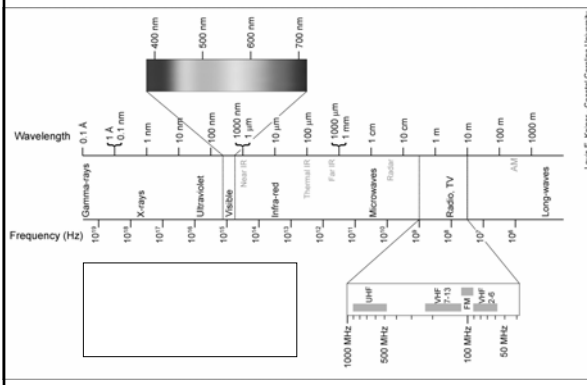 400 nm
500 nm
600 nm
700 nm
Wavelength
0.1 Å
1 Å
0.1 nm
1 nm
10 nm
100 nm
1000 nm
1 µm
10 µm
100 µm
1000 µm
1 mm
1 cm
10 cm
1 m
10 m
100 m
1000 m
Gamma-rays
X-rays
Ultraviolet
Visible
Near IR
Infra-red
Thermal IR
Far IR
Microwaves
Radar
Radio, TV
AM
Long-waves
Frequency (Hz)
10¹⁹
10¹⁸
10¹⁷
10¹⁶
10¹⁵
10¹⁴
10¹³
10¹²
10¹¹
10¹⁰
10⁹
10⁸
10⁷
10⁶
UHF
VHF
7-13
FM
VHF
2-6
1000 MHz
500 MHz
100 MHz
50 MHz